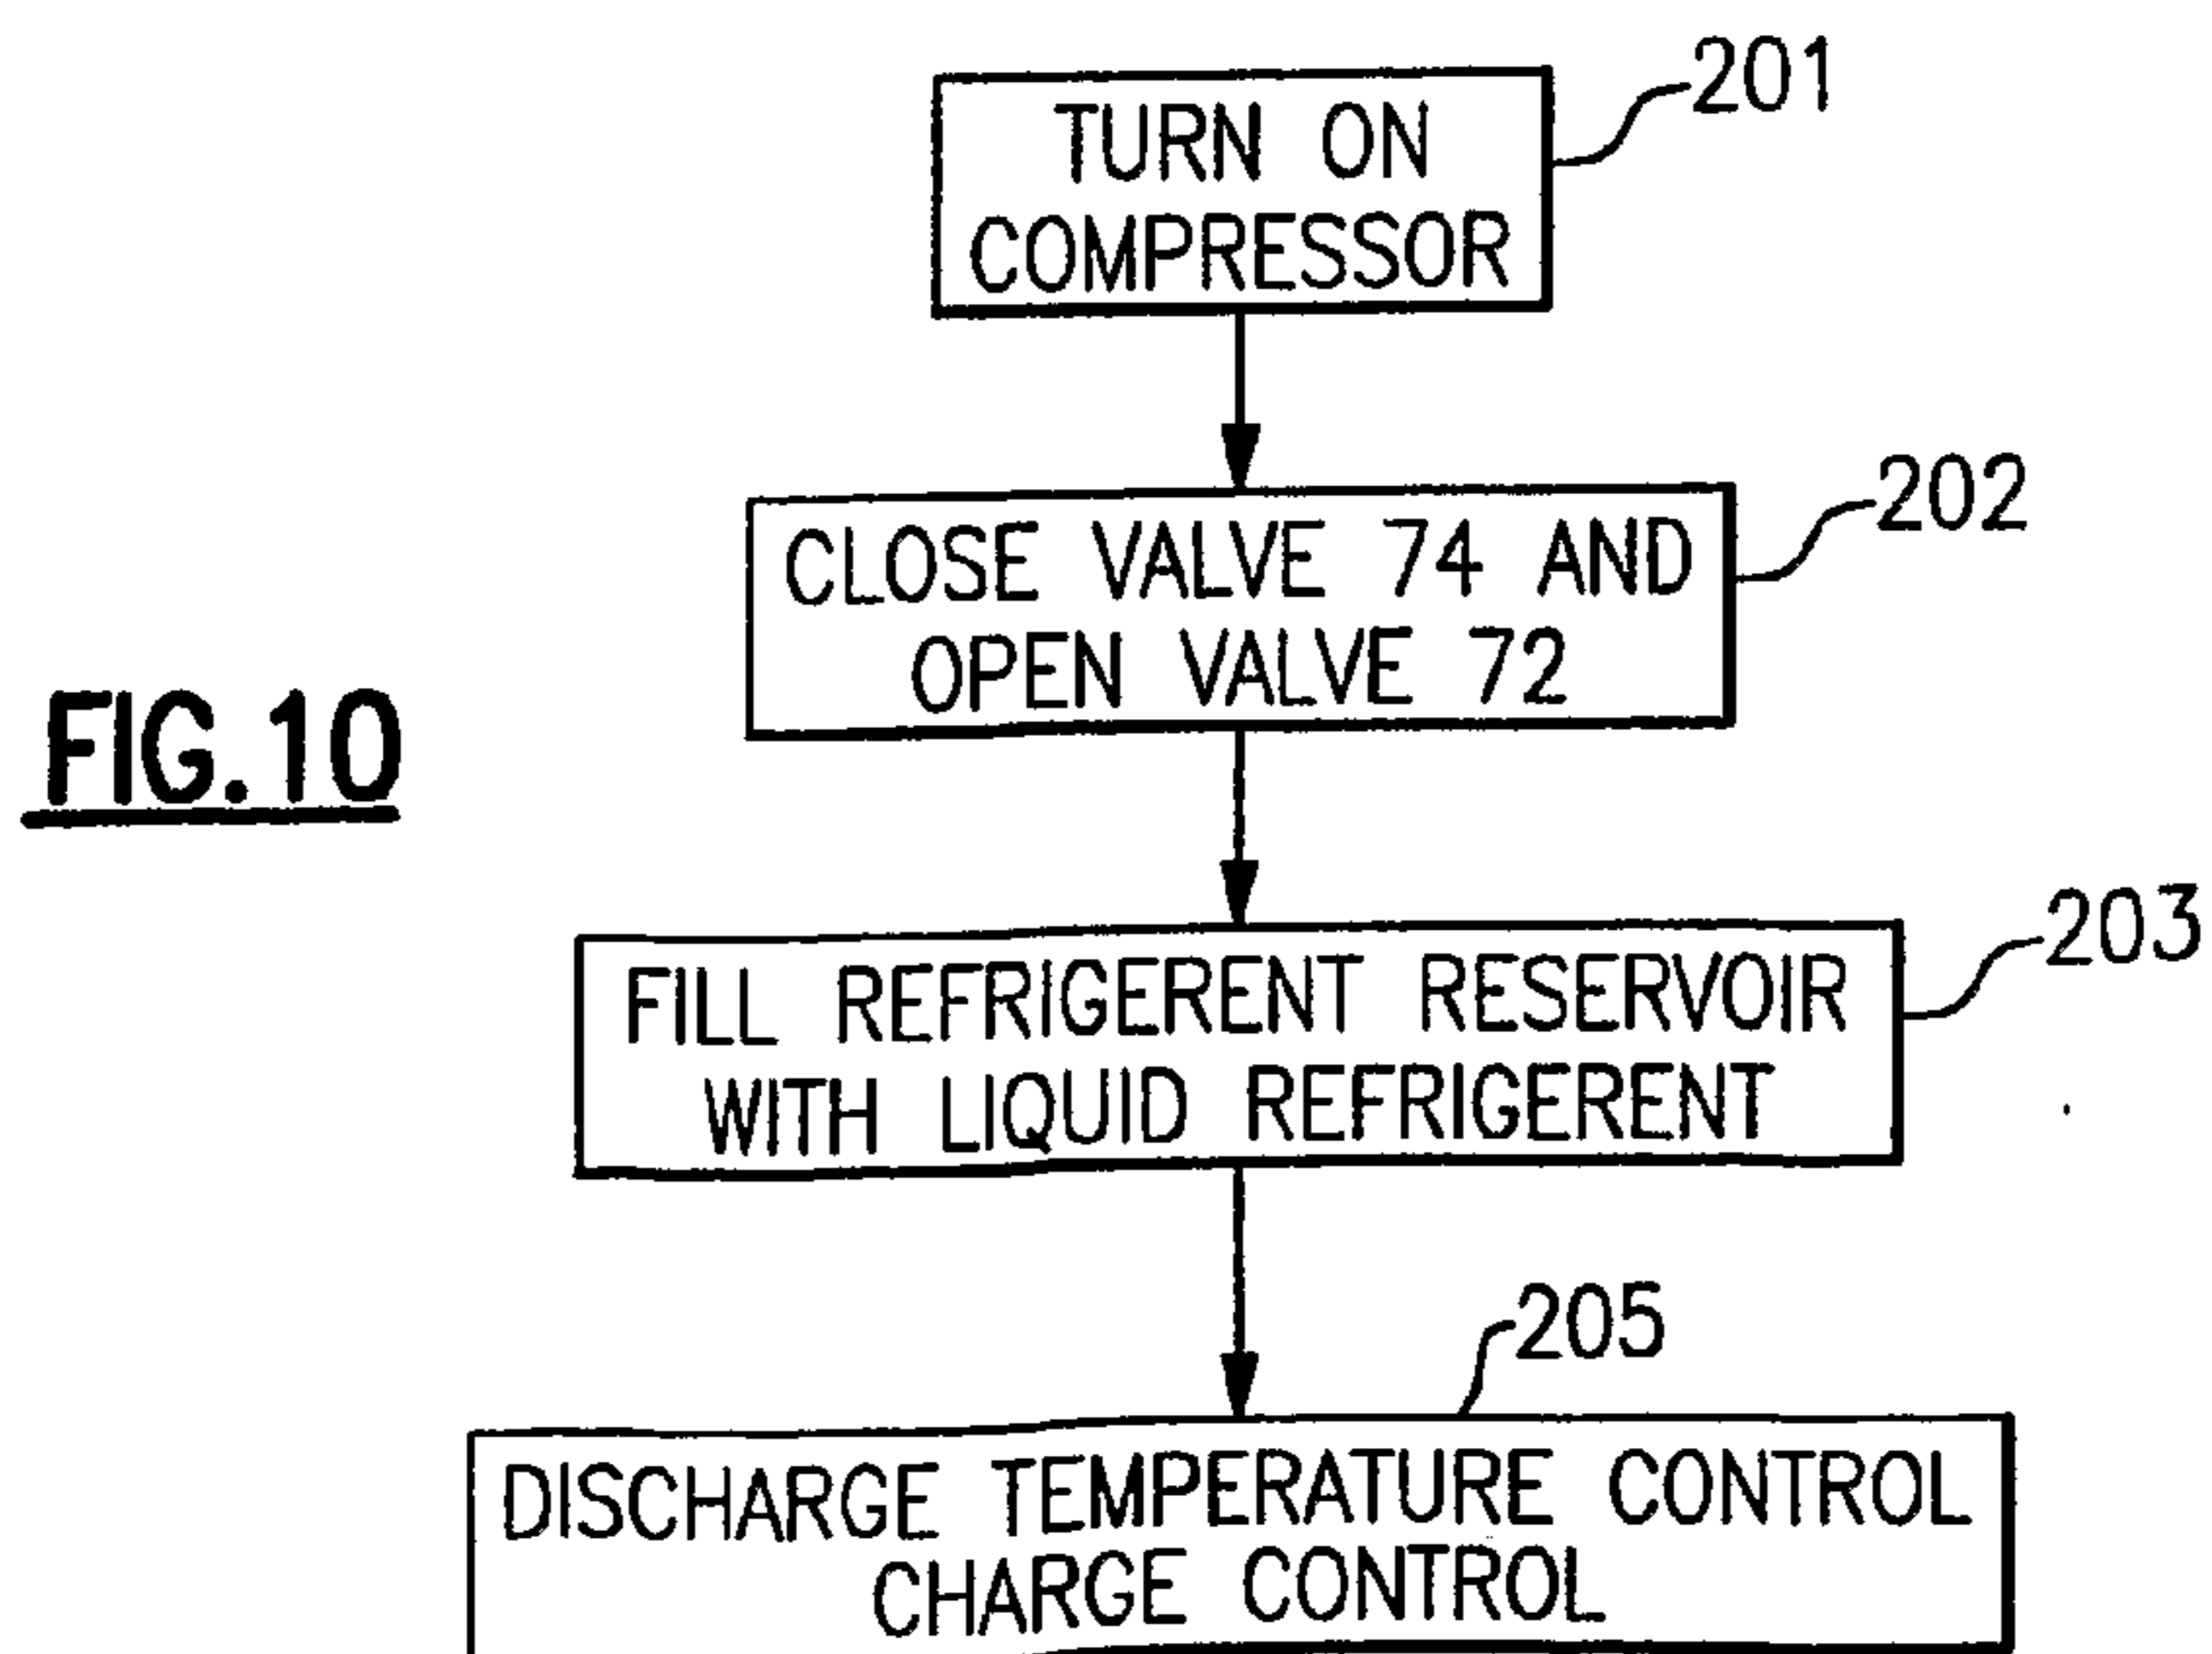 201
TURN ON
COMPRESSOR
202
CLOSE VALVE 74 AND
OPEN VALVE 72
FIG.10
203
FILL REFRIGERENT RESERVOIR
WITH LIQUID REFRIGERENT
205
DISCHARGE TEMPERATURE CONTROL
CHARGE CONTROL